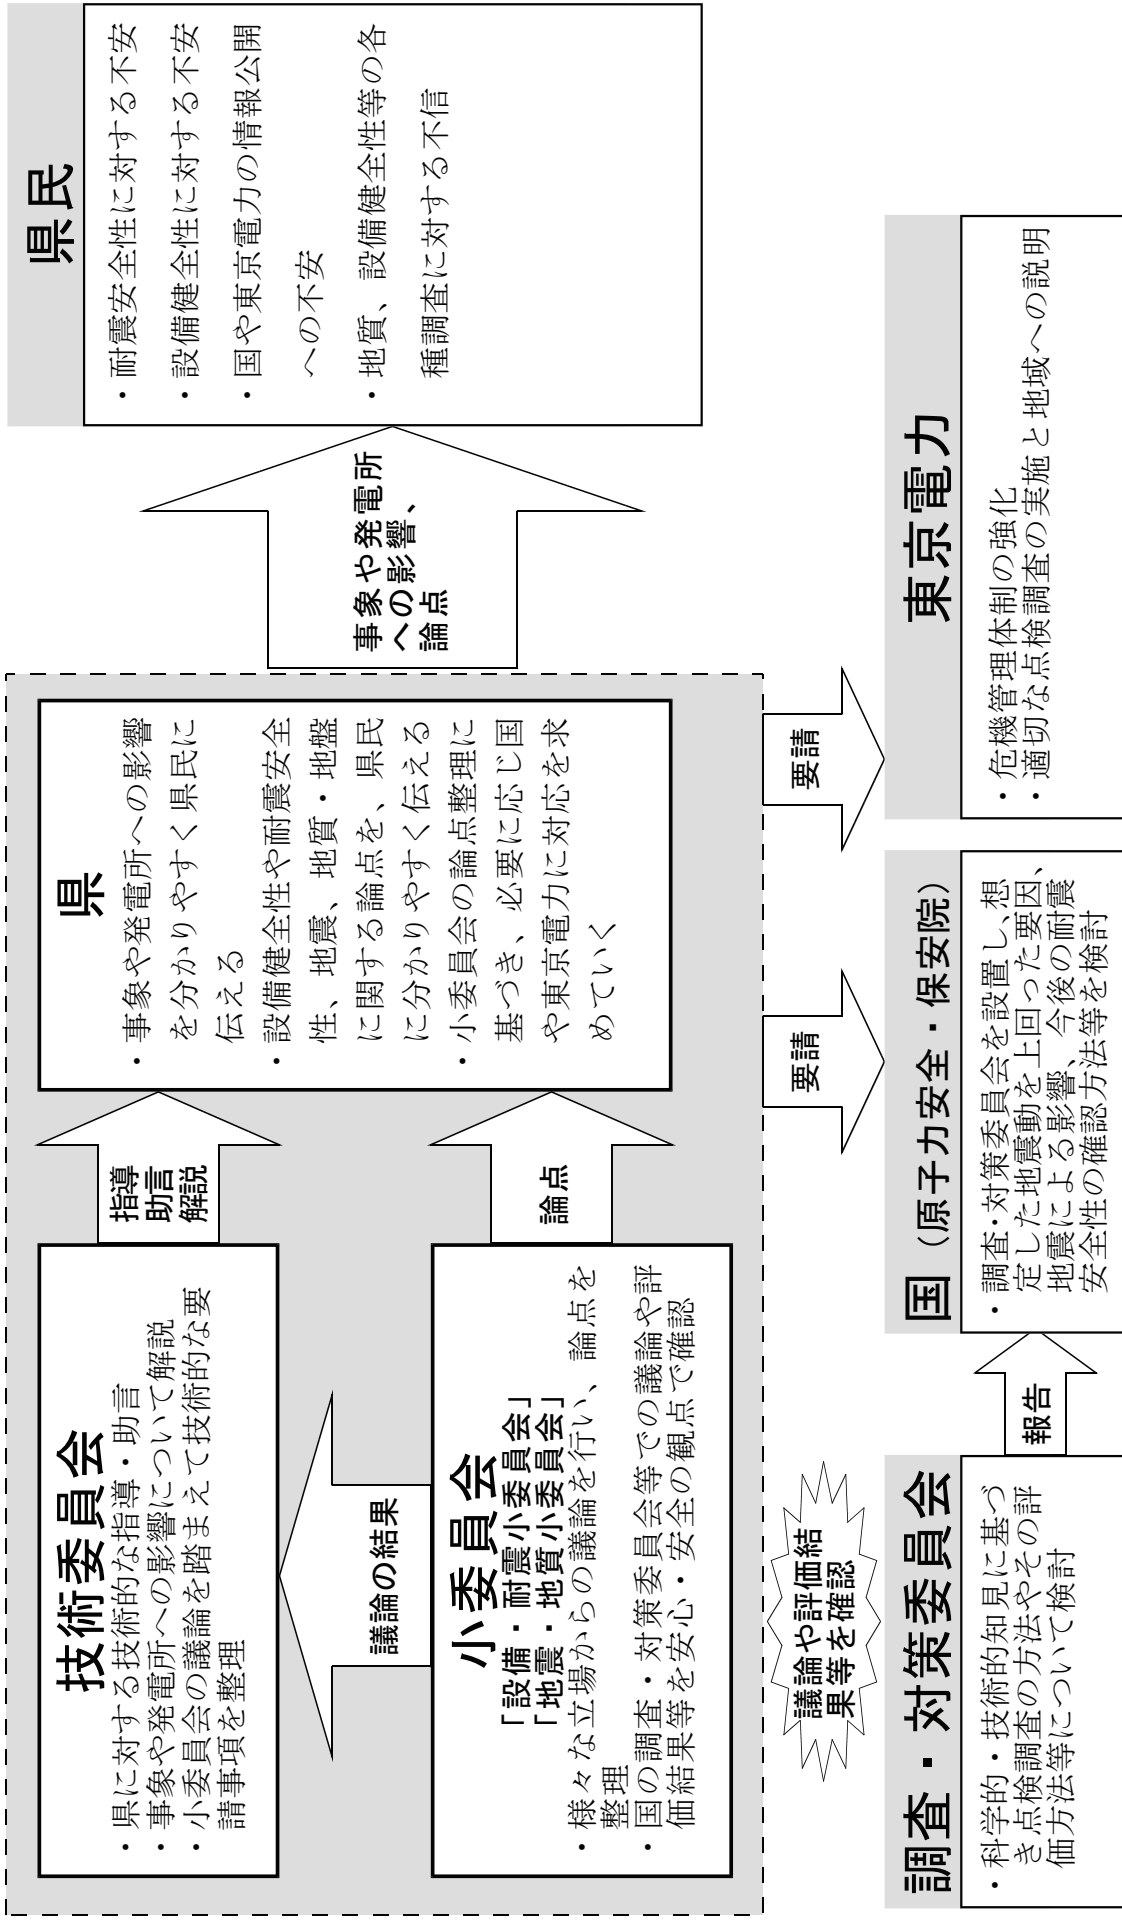 技術委員会
・県に対する技術的な指導・助言
・事象や発電所への影響について解説
・小委員会の議論を踏まえて技術的な要
請事項を整理
指導
助言
解説
県
・事象や発電所への影響
を分かりやすく県民に
伝える
・設備健全性や耐震安全
性、地震、地質・地盤
に関する論点を、県民
に分かりやすく伝える
・小委員会の論点整理に
基づき、必要に応じ国
や東京電力に対応を求
めていく
事象や発電所
への影響、
論点
県民
・耐震安全性に対する不安
・設備健全性に対する不安
・国や東京電力の情報公開
への不安
・地質、設備健全性等の各
種調査に対する不信
議論の結果
小委員会
「設備・耐震小委員会」
「地震・地質小委員会」
・様々な立場からの議論を行い、論点を
整理
・国の調査・対策委員会等での議論や評
価結果等を安心・安全の観点で確認
論点
議論や評価結
果等を確認
要請
要請
調査・対策委員会
・科学的・技術的知見に基づ
き点検調査の方法やその評
価方法等について検討
報告
国（原子力安全・保安院）
・調査・対策委員会を設置し、想
定した地震動を上回った要因、
地震による影響、今後の耐震
安全性の確認方法等を検討
東京電力
・危機管理体制の強化
・適切な点検調査の実施と地域への説明